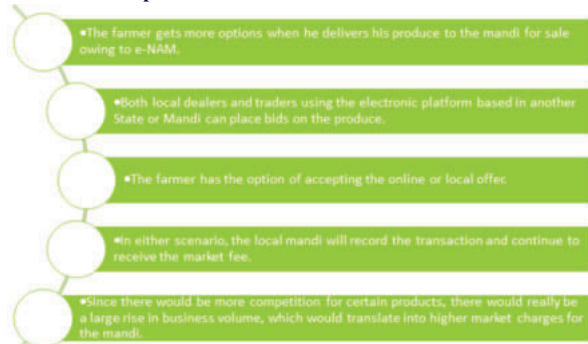 •The farmer gets more options when he delivers his produce to the mandi for sale
owing to e-NAM.
•Both local dealers and traders using the electronic platform based in another
State or Mandi can place bids on the produce.
•The farmer has the option of accepting the online or local offer.
•In either scenario, the local mandi will record the transaction and continue to
receive the market fee.
•Since there would be more competition for certain products, there would really be
a large rise in business volume, which would translate into higher market charges for
the mandi.